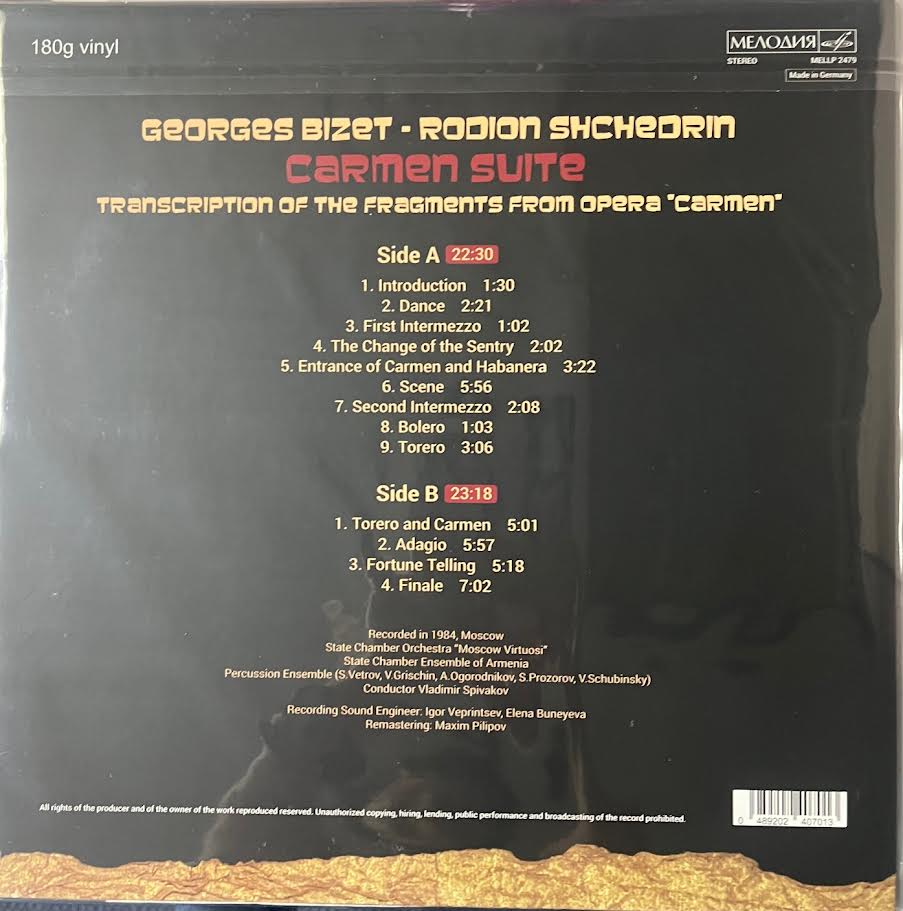 180g vinyl
МЕЛОДИЯ
STEREO MELLP 2479
Made in Germany
GEORGES BIZET - RODION SHCHEDRIN
CARMEN SUITE
TRANSCRIPTION OF THE FRAGMENTS FROM OPERA "CARMEN"
Side A 22:30
1. Introduction 1:30
2. Dance 2:21
3. First Intermezzo 1:02
4. The Change of the Sentry 2:02
5. Entrance of Carmen and Habanera 3:22
6. Scene 5:56
7. Second Intermezzo 2:08
8. Bolero 1:03
9. Torero 3:06
Side B 23:18
1. Torero and Carmen 5:01
2. Adagio 5:57
3. Fortune Telling 5:18
4. Finale 7:02
Recorded in 1984, Moscow
State Chamber Orchestra "Moscow Virtuosi"
State Chamber Ensemble of Armenia
Percussion Ensemble (S.Vetrov, V.Grischin, A.Ogorodnikov, S.Prozorov, V.Schubinsky)
Conductor Vladimir Spivakov
Recording Sound Engineer: Igor Veprintsev, Elena Buneyeva
Remastering: Maxim Pilipov
All rights of the producer and of the owner of the work reproduced reserved. Unauthorized copying, hiring, lending, public performance and broadcasting of the record prohibited.
0 489202 407013